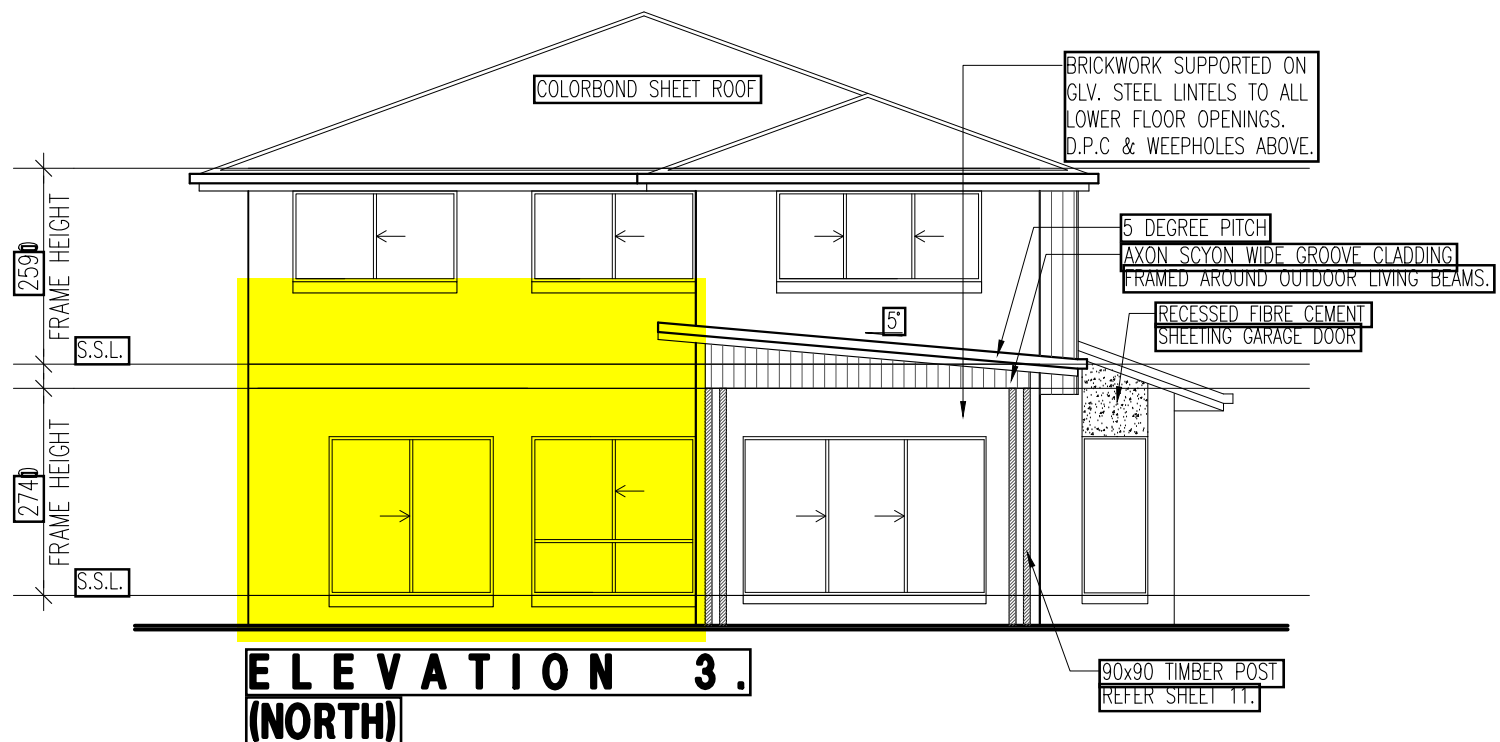 COLORBOND SHEET ROOF
BRICKWORK SUPPORTED ON
GLV. STEEL LINTELS TO ALL
LOWER FLOOR OPENINGS.
D.P.C & WEEPHOLES ABOVE.
5 DEGREE PITCH
AXON SCYON WIDE GROOVE CLADDING
FRAMED AROUND OUTDOOR LIVING BEAMS.
RECESSED FIBRE CEMENT
SHEETING GARAGE DOOR
5°
2590
FRAME HEIGHT
S.S.L.
2740
FRAME HEIGHT
S.S.L.
90x90 TIMBER POST
REFER SHEET 11.
ELEVATION 3.
(NORTH)